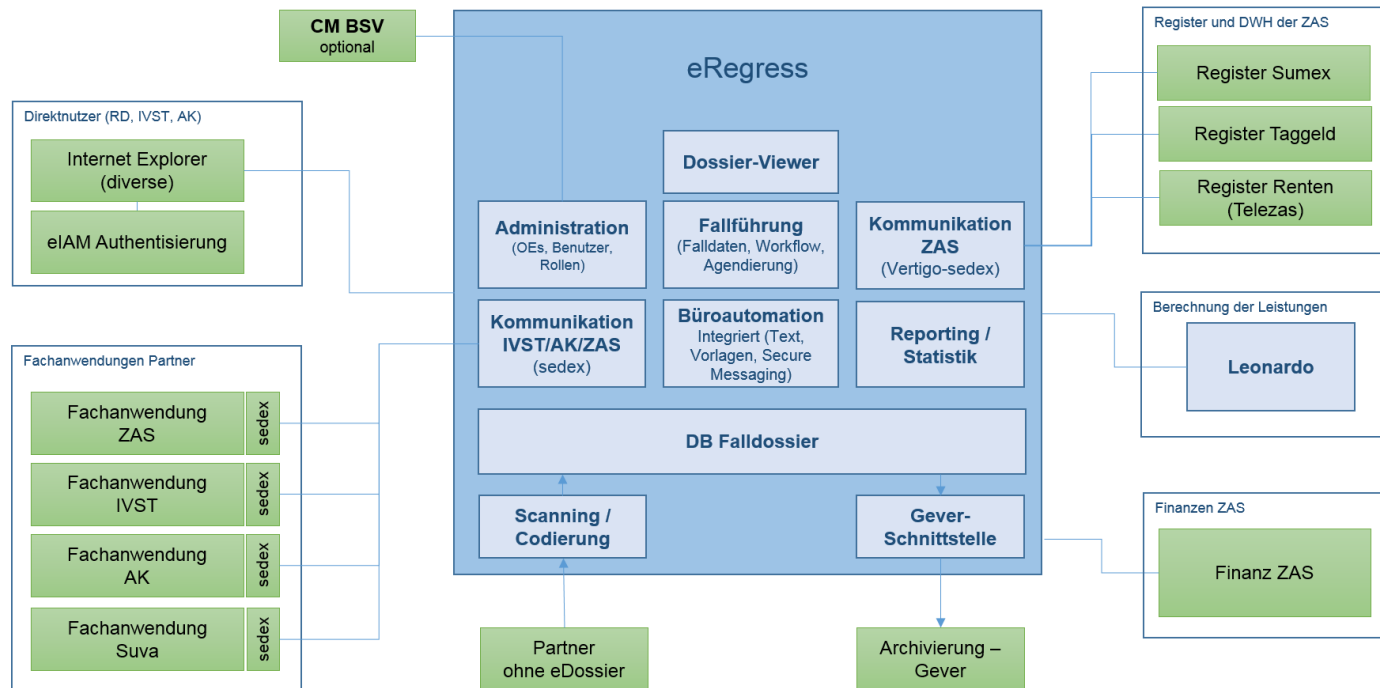 CM BSV
optional
eRegress
Register und DWH der ZAS
Register Sumex
Register Taggeld
Register Renten
(Telezas)
Direktnutzer (RD, IVST, AK)
Internet Explorer
(diverse)
eIAM Authentisierung
Dossier-Viewer
Administration
(OEs, Benutzer,
Rollen)
Fallführung
(Falldaten, Workflow,
Agendierung)
Kommunikation
ZAS
(Vertigo-sedex)
Kommunikation
IVST/AK/ZAS
(sedex)
Büroautomation
Integriert (Text,
Vorlagen, Secure
Messaging)
Reporting /
Statistik
Berechnung der Leistungen
Leonardo
Fachanwendungen Partner
Fachanwendung
ZAS
sedex
Fachanwendung
IVST
sedex
Fachanwendung
AK
sedex
Fachanwendung
Suva
sedex
DB Falldossier
Scanning /
Codierung
Gever-
Schnittstelle
Finanzen ZAS
Finanz ZAS
Partner
ohne eDossier
Archivierung –
Gever